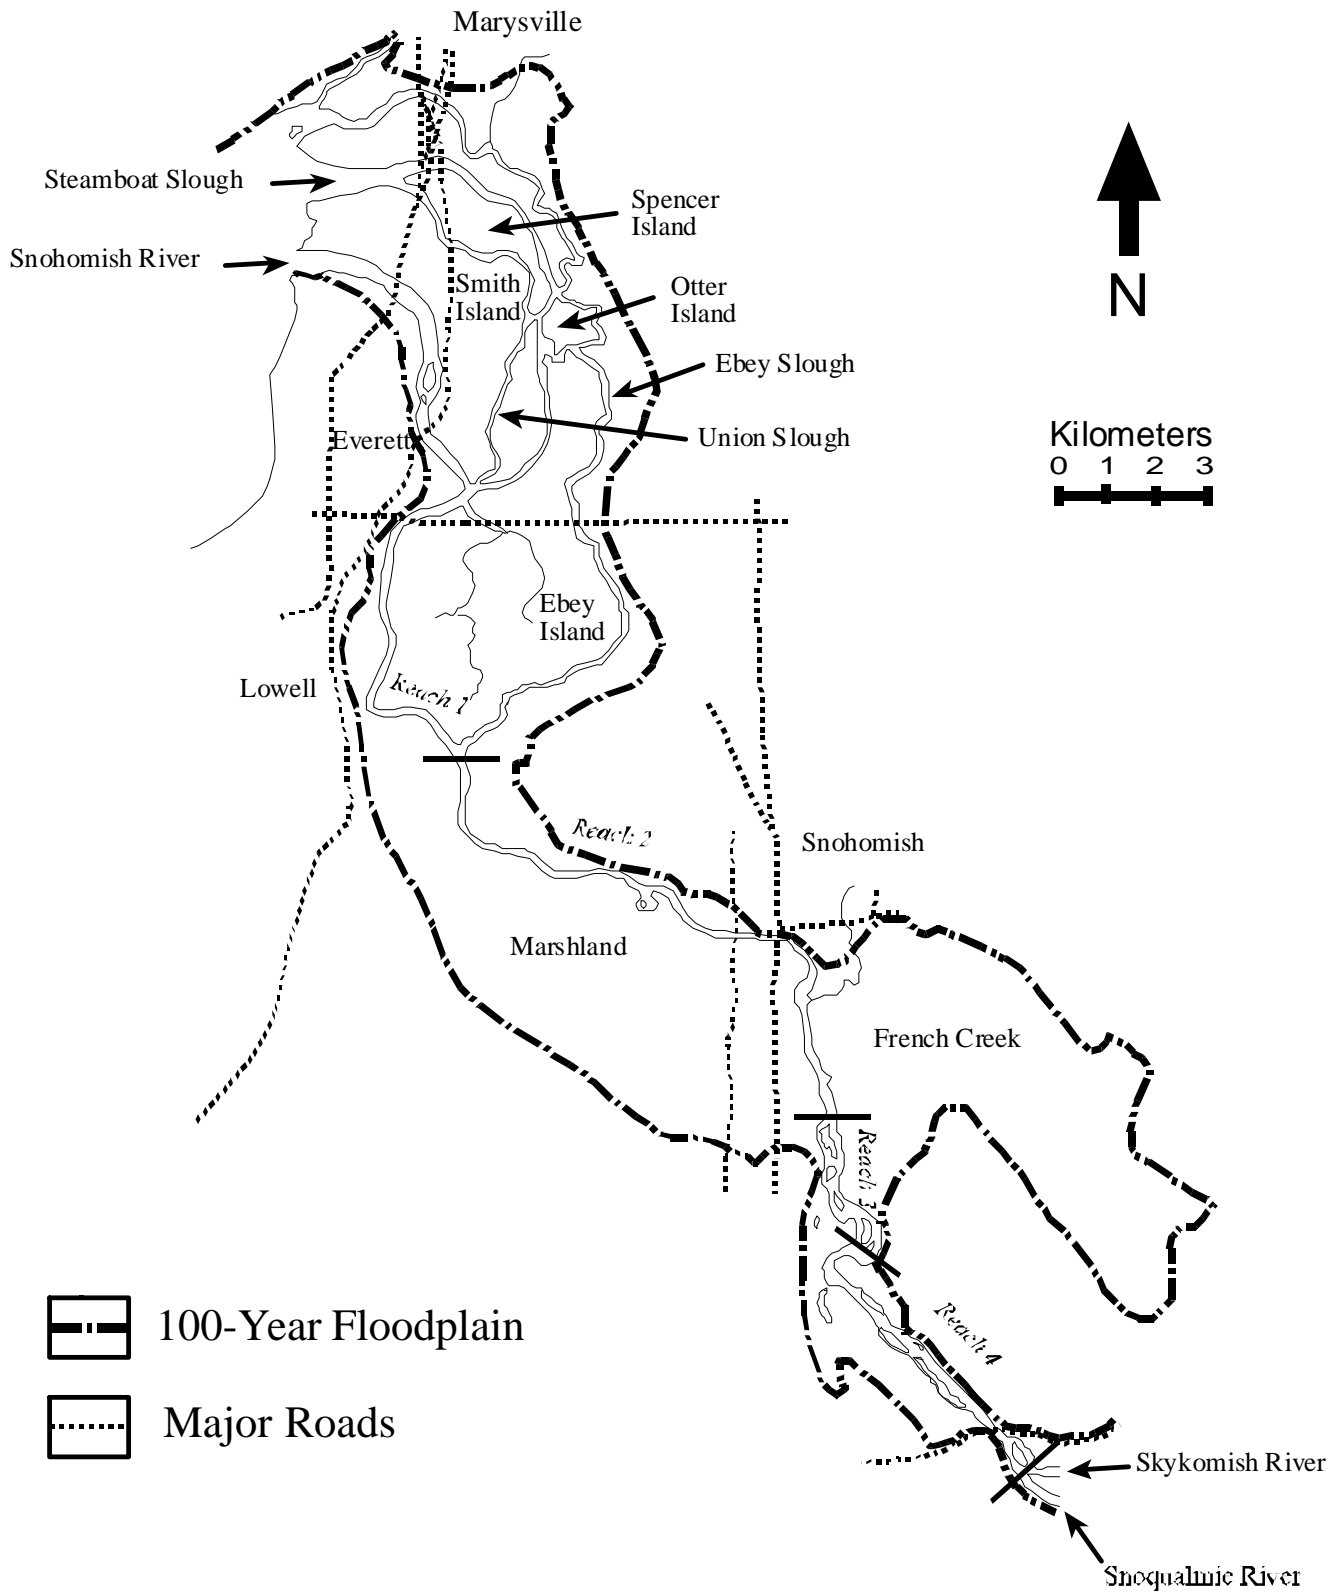 Marysville
Steamboat Slough
Spencer
Island
Snohomish River
Smith
Island
Otter
Island
N
Ebey Slough
Everett
Union Slough
Kilometers
0 1 2 3
Ebey
Island
Lowell
Reach 1
Reach 2
Snohomish
Marshland
French Creek
Reach 3
Reach 4
100-Year Floodplain
Major Roads
Skykomish River
Snoqualmie River